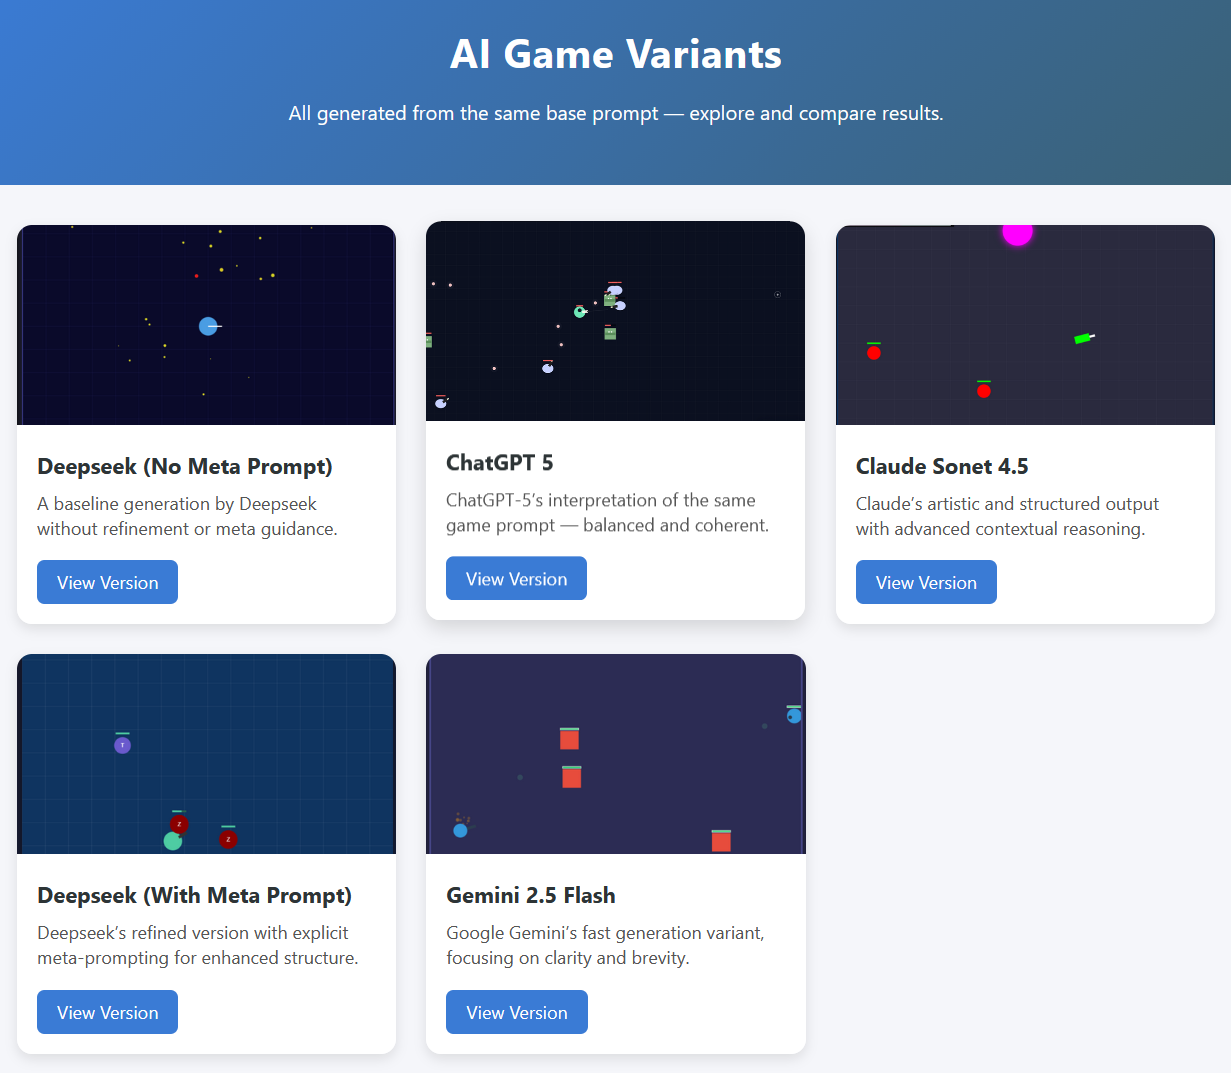 AI Game Variants
All generated from the same base prompt — explore and compare results.
Deepseek (No Meta Prompt)
A baseline generation by Deepseek
without refinement or meta guidance.
View Version
ChatGPT 5
ChatGPT-5’s interpretation of the same
game prompt — balanced and coherent.
View Version
Claude Sonet 4.5
Claude’s artistic and structured output
with advanced contextual reasoning.
View Version
T
Z
Z
Deepseek (With Meta Prompt)
Deepseek’s refined version with explicit
meta-prompting for enhanced structure.
View Version
Gemini 2.5 Flash
Google Gemini’s fast generation variant,
focusing on clarity and brevity.
View Version